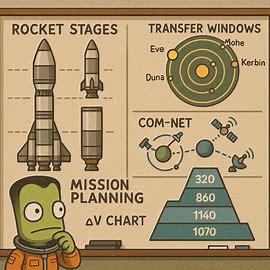 ROCKET STAGES
TRANSFER WINDOWS
Mohe
Eve
Kerbin
Duna
COM-NET
MISSION
PLANNING
ΔV CHART
320
860
1140
1070